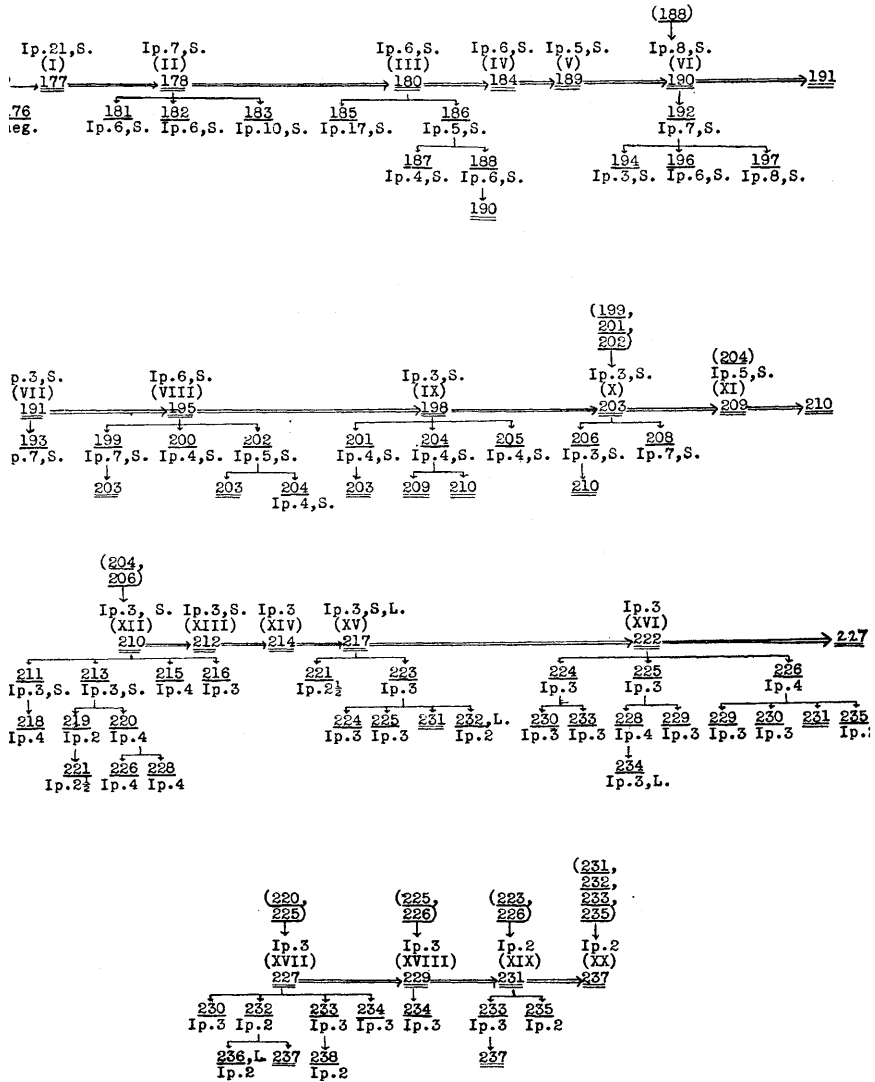 (188)
Ip.21,S. Ip.7,S. Ip.6,S. Ip.6,S. Ip.5,S. Ip.8,S.
(I) (II) (III) (IV) (V) (VI)
177 178 180 184 189 190 191
181 182 183 185 186 192
eg. Ip.6,S. Ip.6,S. Ip.10,S. Ip.17,S. Ip.5,S. Ip.7,S.
187 188 194 196 197
Ip.4,S. Ip.6,S. Ip.3,S. Ip.6,S. Ip.8,S.
190
(199,
201,
202)
(204)
p.3,S. Ip.6,S. Ip.3,S. Ip.3,S. Ip.5,S.
(VII) (VIII) (IX) (X) (XI)
191 195 198 203 209 210
193 199 200 202 201 204 205 206 208
p.7,S. Ip.7,S. Ip.4,S. Ip.5,S. Ip.4,S. Ip.4,S. Ip.4,S. Ip.3,S. Ip.7,S.
203 203 204 203 209 210 210
Ip.4,S.
(204,
206)
Ip.3, S. Ip.3,S. Ip.3 Ip.3,S,L. Ip.3
(XII) (XIII) (XIV) (XV) (XVI)
210 212 214 217 222 227
211 213 215 216 221 223 224 225 226
Ip.3,S. Ip.3,S. Ip.4 Ip.3 Ip.2½ Ip.3 Ip.3 Ip.3 Ip.4
218 219 220 224 225 231 232,L. 230 233 228 229 229 230 231 235
Ip.4 Ip.2 Ip.4 Ip.3 Ip.3 Ip.2 Ip.3 Ip.3 Ip.4 Ip.3 Ip.3 Ip.3
221 226 228 234
Ip.2½ Ip.4 Ip.4 Ip.3,L.
(231,
232,
(220, (225, (223, 233,
225) 226) 226) 235)
Ip.3 Ip.3 Ip.2 Ip.2
(XVII) (XVIII) (XIX) (XX)
227 229 231 237
230 232 233 234 234 233 235
Ip.3 Ip.2 Ip.3 Ip.3 Ip.3 Ip.3 Ip.2
236,L. 237 238 237
Ip.2 Ip.2